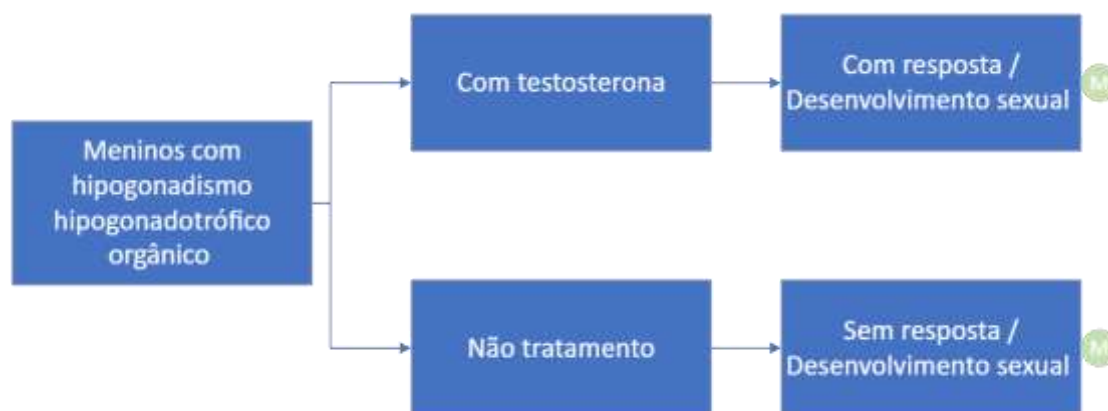 Meninos com
hipogonadismo
hipogonadotrófico
orgânico
Com testosterona
Com resposta /
Desenvolvimento sexual
M
Não tratamento
Sem resposta /
Desenvolvimento sexual
M